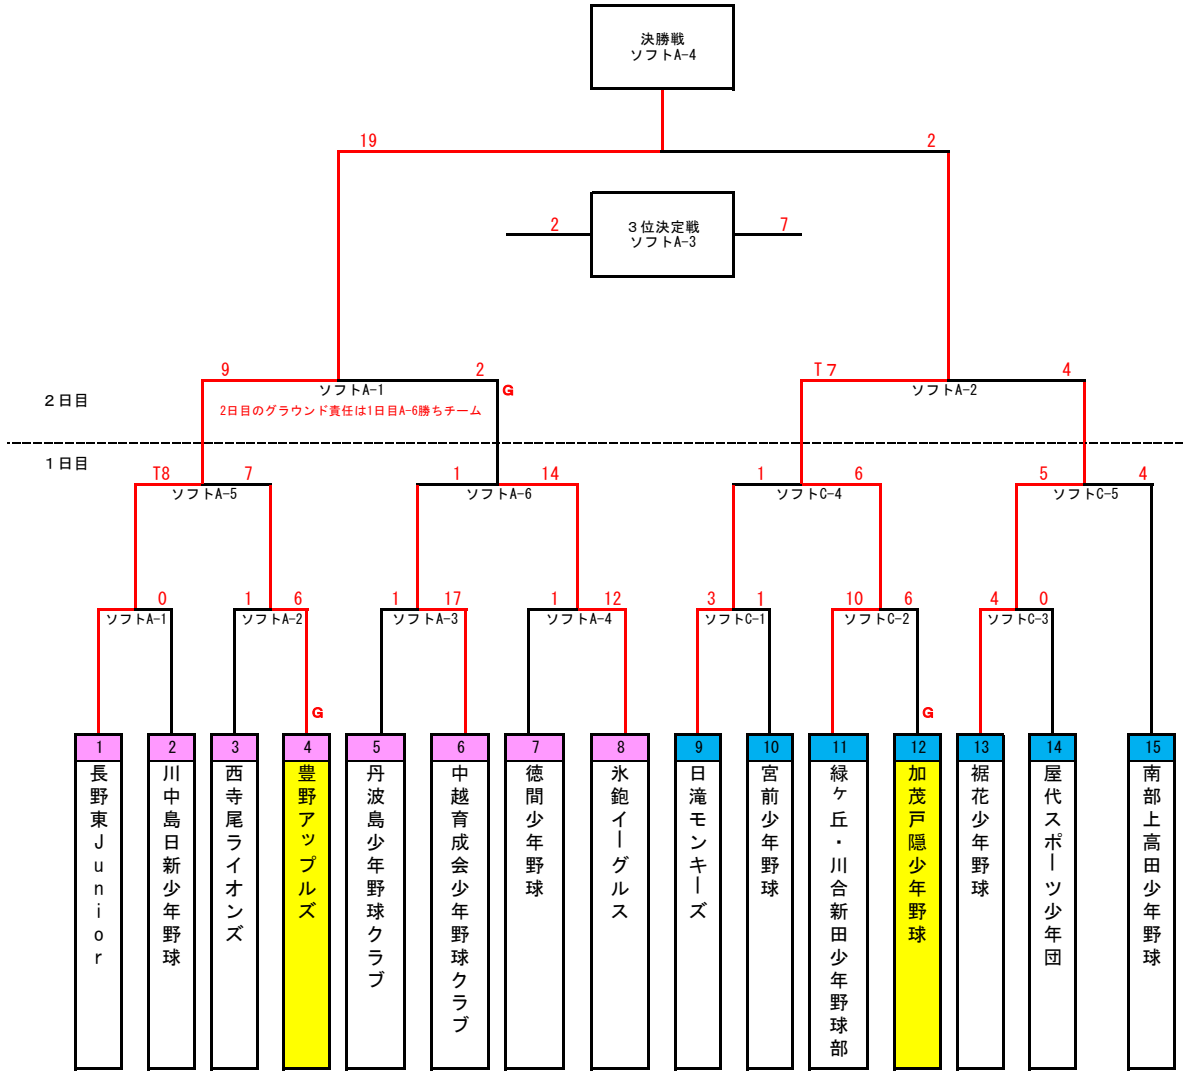 決勝戦
ソフトA-4
19
2
2
３位決定戦
ソフトA-3
7
9
2
ソフトA-1
G
T７
4
ソフトA-2
２日目
2日目のグラウンド責任は1日目A-6勝ちチーム
１日目
T8
7
ソフトA-5
1
14
ソフトA-6
1
6
ソフトC-4
5
4
ソフトC-5
0
ソフトA-1
1
6
ソフトA-2
1
17
ソフトA-3
1
12
ソフトA-4
3
1
ソフトC-1
10
6
ソフトC-2
4
0
ソフトC-3
G
G
1
長野東Junior
2
川中島日新少年野球
3
西寺尾ライオンズ
4
豊野アップルズ
5
丹波島少年野球クラブ
6
中越育成会少年野球クラブ
7
徳間少年野球
8
氷鉋イーグルス
9
日滝モンキーズ
10
宮前少年野球
11
緑ヶ丘・川合新田少年野球部
12
加茂戸隠少年野球
13
裾花少年野球
14
屋代スポーツ少年団
15
南部上高田少年野球